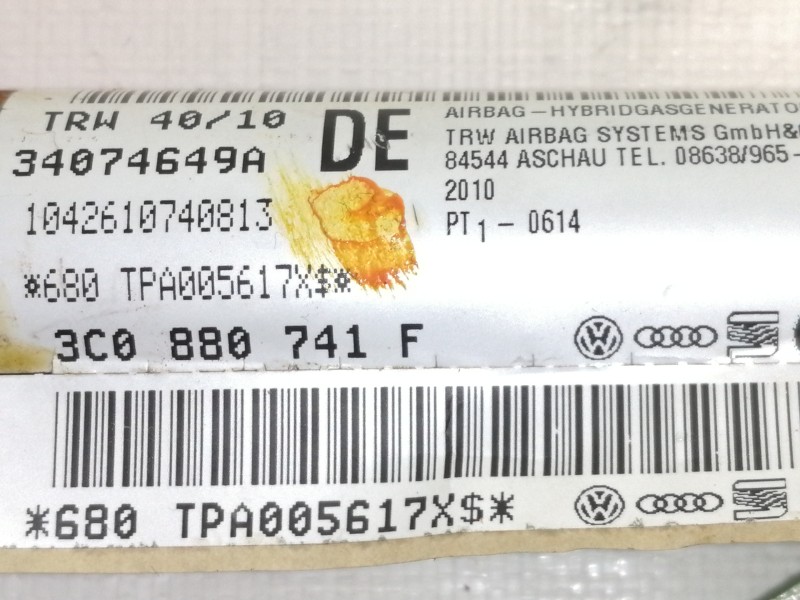 TRW 40/10
34074649A
DE
1042610740813
*680 TPA005617X$*
3C0 880 741 F
AIRBAG-HYBRIDGASGENERATO
TRW AIRBAG SYSTEMS GmbH&
84544 ASCHAU TEL. 08638/965-
2010
PT1- 0614
*680 TPA005617X$*